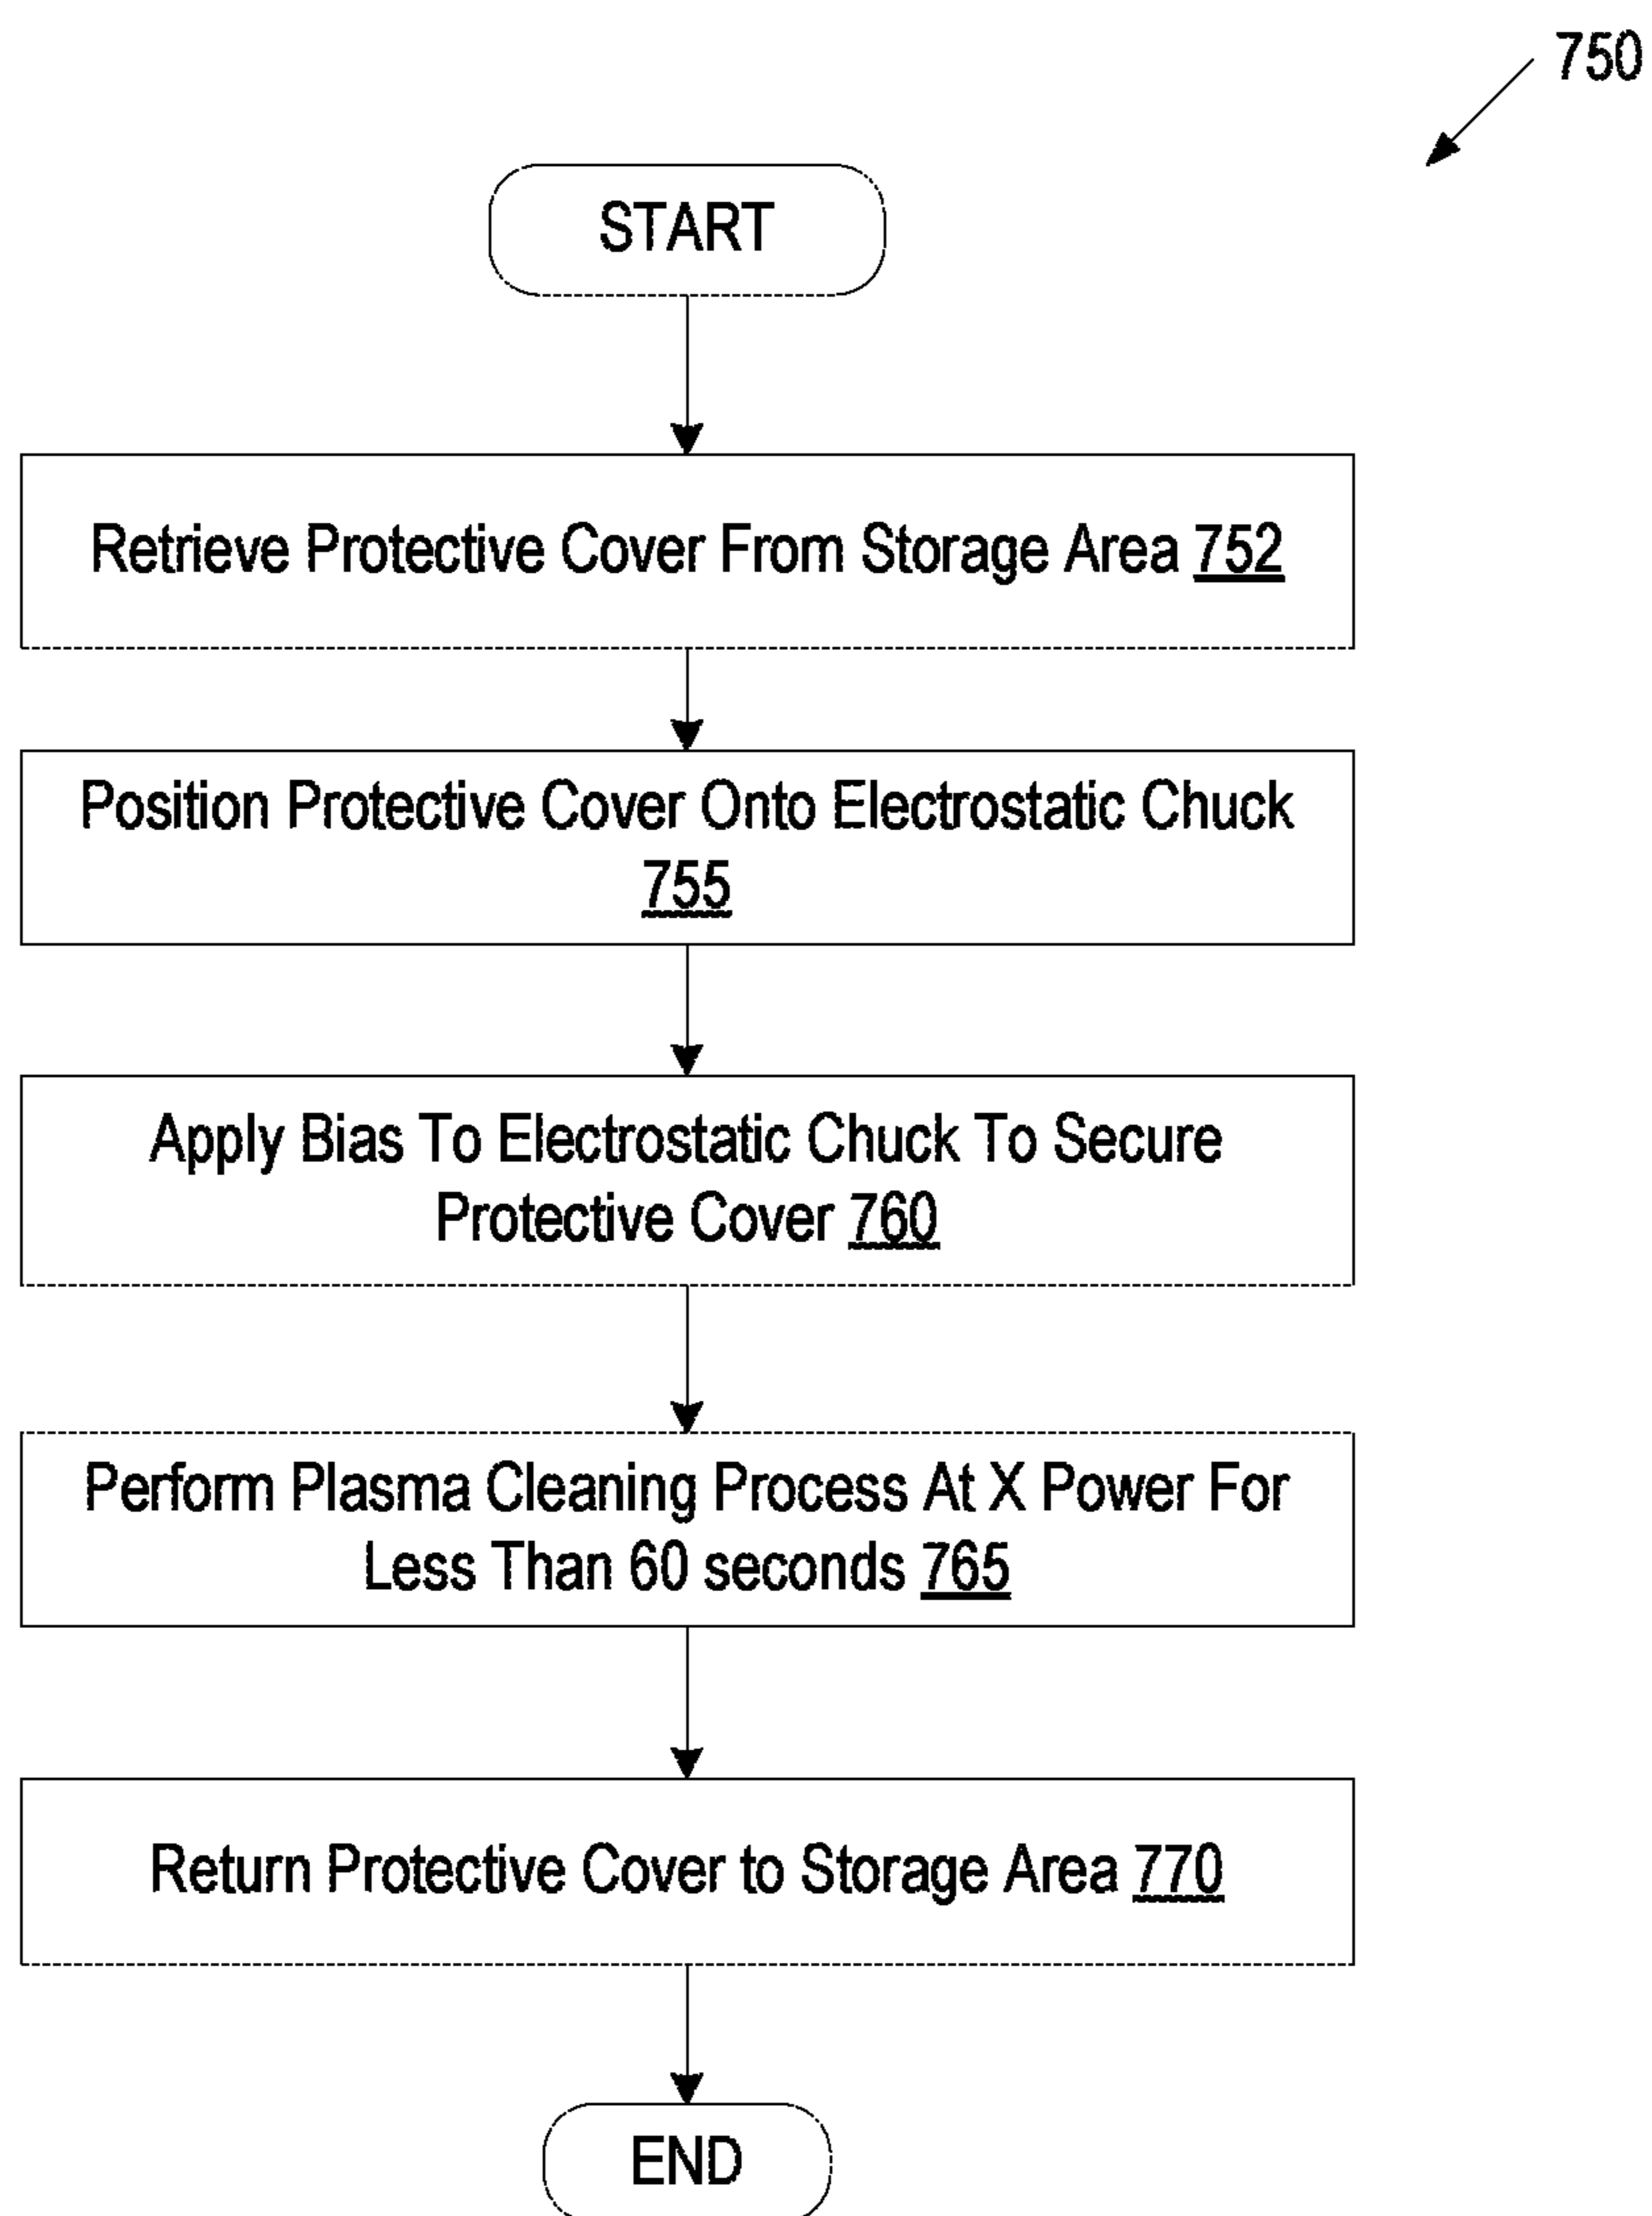 750
START
Retrieve Protective Cover From Storage Area 752
Position Protective Cover Onto Electrostatic Chuck
755
Apply Bias To Electrostatic Chuck To Secure
Protective Cover 760
Perform Plasma Cleaning Process At X Power For
Less Than 60 seconds 765
Return Protective Cover to Storage Area 770
END